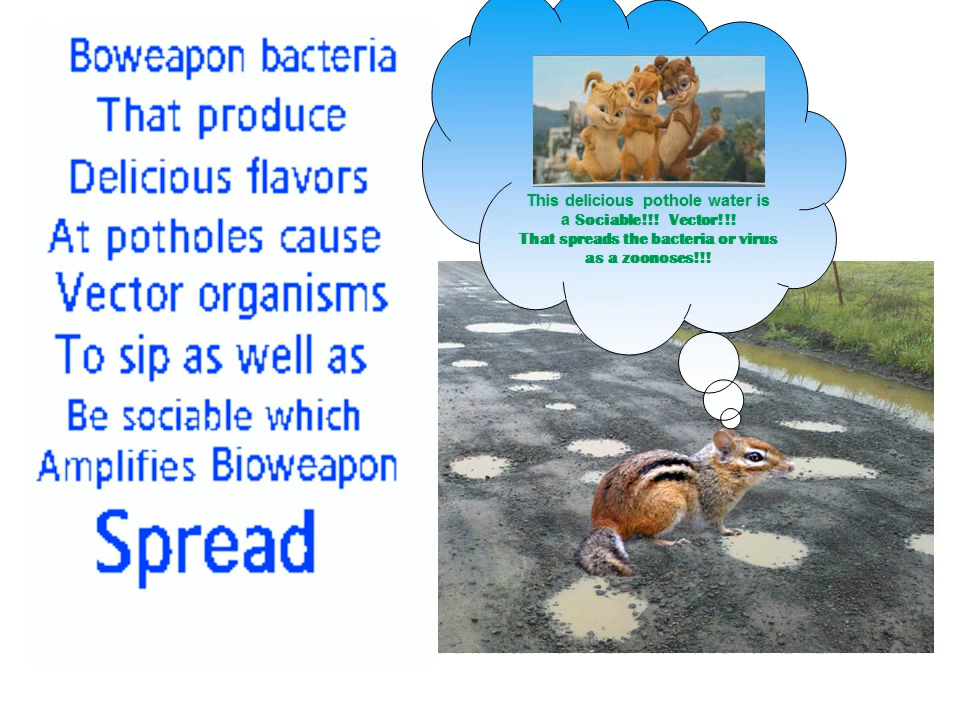 Boweapon bacteria
That produce
Delicious flavors
At potholes cause
Vector organisms
To sip as well as
Be sociable which
Amplifies Bioweapon
Spread
This delicious pothole water is
a Sociable!!! Vector!!!
That spreads the bacteria or virus
as a zoonoses!!!